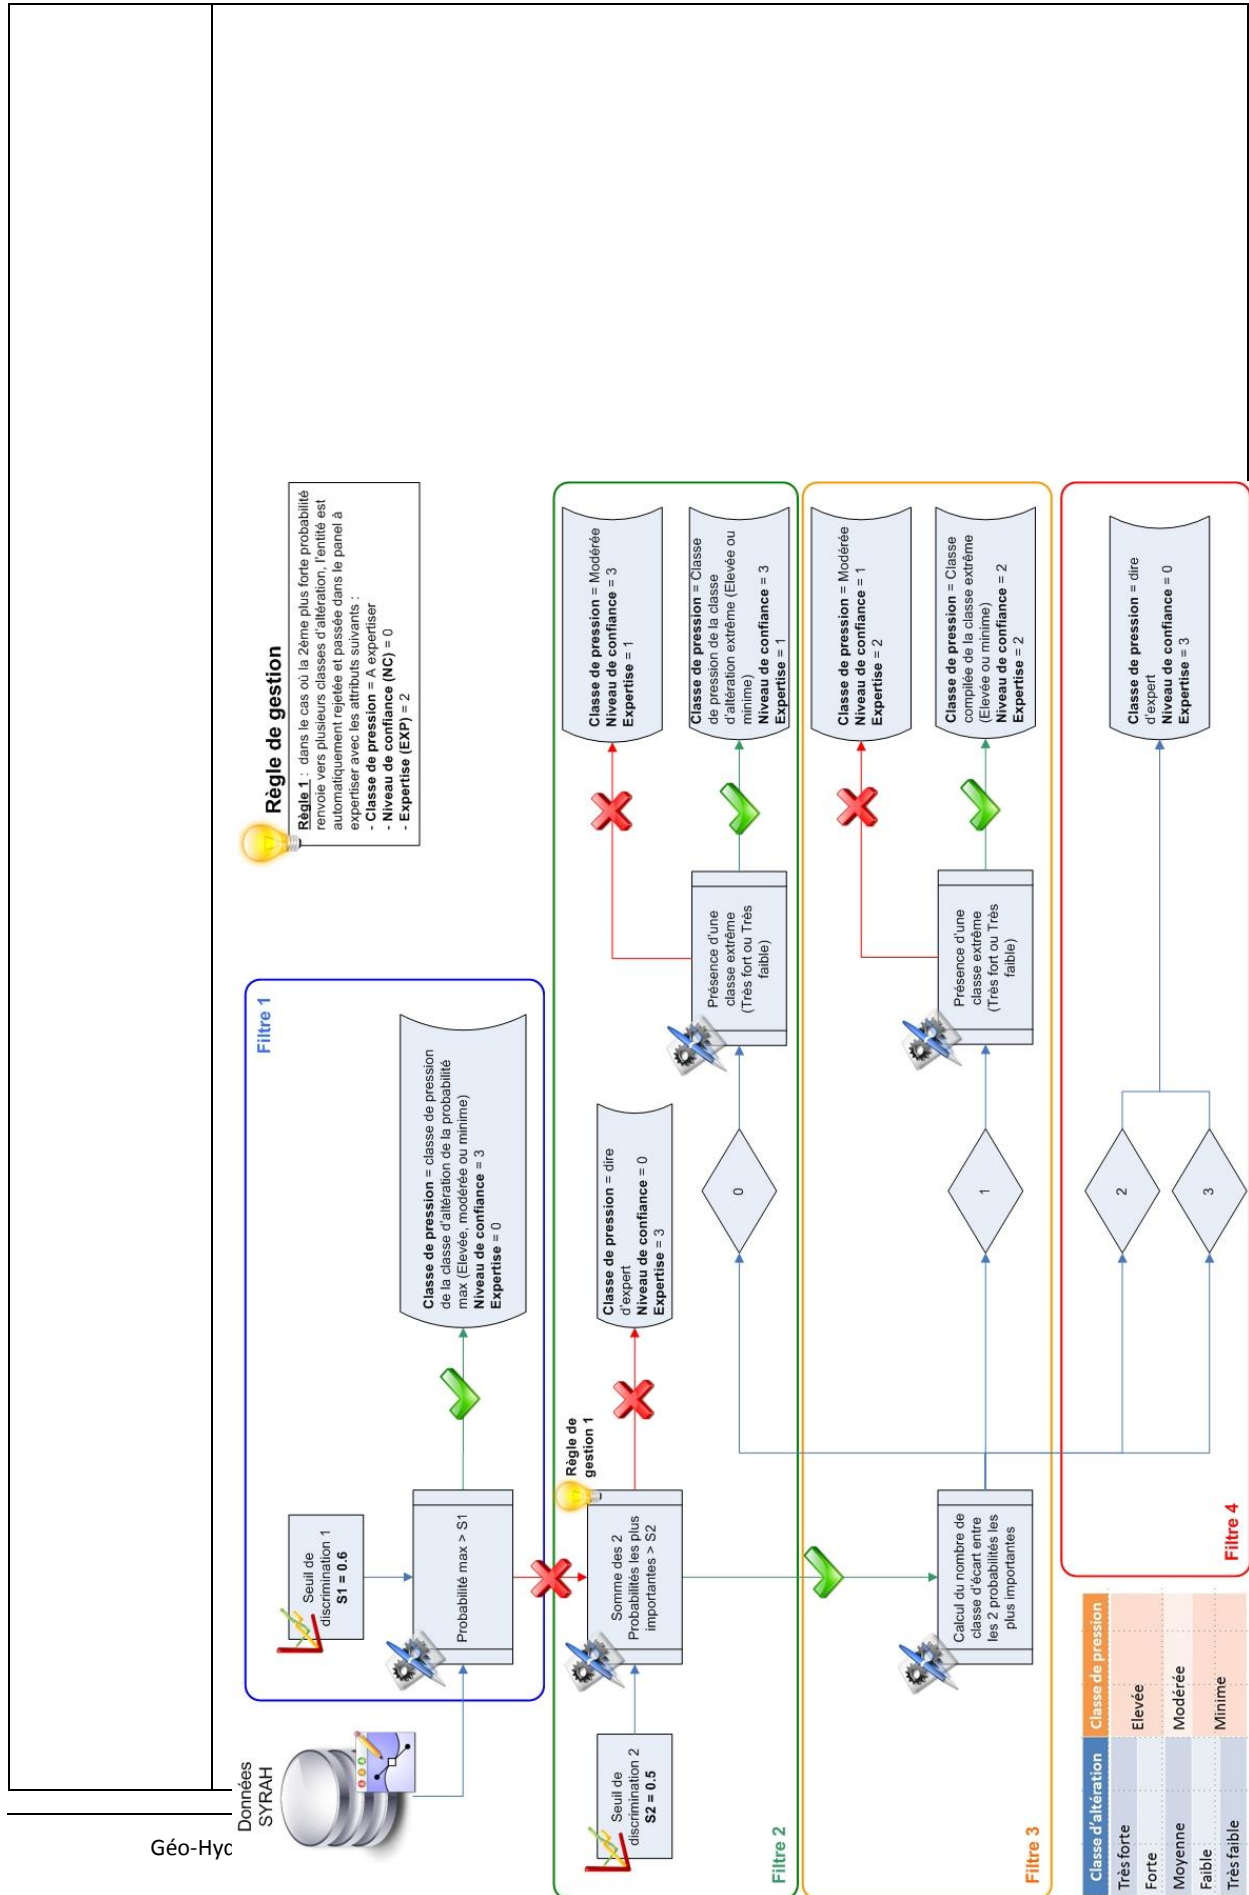 Données
SYRAH
Seuil de
discrimination 1
S1 = 0.6
Probabilité max > S1
Filtre 1
Classe de pression = classe de pression
de la classe d'altération de la probabilité
max (Elevée, modérée ou minime)
Niveau de confiance = 3
Expertise = 0
Règle de gestion
Règle 1 : dans le cas où la 2ème plus forte probabilité
renvoie vers plusieurs classes d'altération, l'entité est
automatiquement rejetée et passée dans le panel à
expertiser avec les attributs suivants :
- Classe de pression = A expertiser
- Niveau de confiance (NC) = 0
- Expertise (EXP) = 2
Seuil de
discrimination 2
S2 = 0.5
Règle de
gestion 1
Somme des 2
Probabilités les plus
importantes > S2
Classe de pression = dire
d'expert
Niveau de confiance = 0
Expertise = 3
0
Présence d'une
classe extrême
(Très fort ou Très
faible)
Classe de pression = Modérée
Niveau de confiance = 3
Expertise = 1
Classe de pression = Classe
de pression de la classe
d'altération extrême (Elevée ou
minime)
Niveau de confiance = 3
Expertise = 1
Filtre 2
Calcul du nombre de
classe d'écart entre
les 2 probabilités les
plus importantes
1
Présence d'une
classe extrême
(Très fort ou Très
faible)
Classe de pression = Modérée
Niveau de confiance = 1
Expertise = 2
Classe de pression = Classe
compilée de la classe extrême
(Elevée ou minime)
Niveau de confiance = 2
Expertise = 2
Filtre 3
2
3
Classe de pression = dire
d'expert
Niveau de confiance = 0
Expertise = 3
Filtre 4
Classe d'altération Classe de pression
Très forte
Elevée
Forte
Moyenne Modérée
Faible
Minime
Très faible
Géo-Hyd